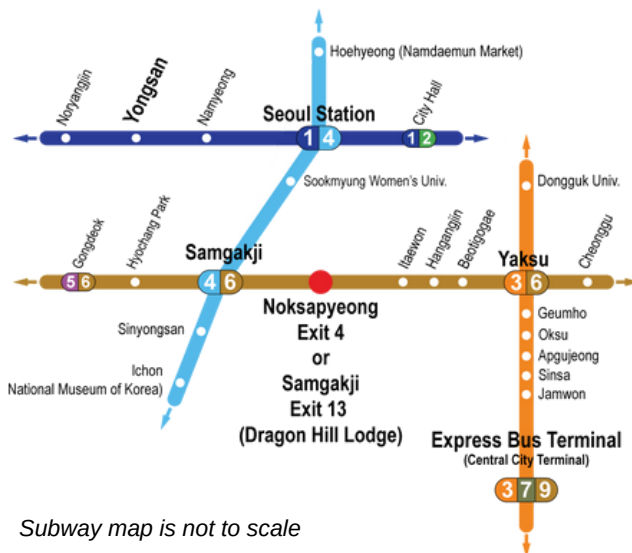 Hoehyeong (Namdaemun Market)
Noryangjin
Yongsan
Namyeong
Seoul Station
City Hall
1 4
1 2
Sookmyung Women's Univ.
Dongguk Univ.
Gongdeok
Hyochang Park
Samgakji
Itaewon
Hangangjin
Beotigogae
Yaksu
Cheonggu
5 6
4 6
3 6
Noksapyeong
Exit 4
or
Samgakji
Exit 13
(Dragon Hill Lodge)
Sinyongsan
Ichon
National Museum of Korea)
Geumho
Oksu
Apgujeong
Sinsa
Jamwon
Express Bus Terminal
(Central City Terminal)
3 7 9
Subway map is not to scale